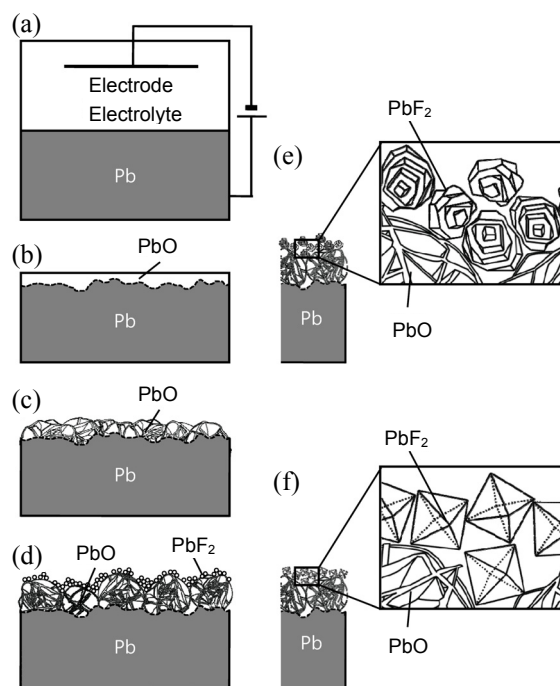 (a)
Electrode
Electrolyte
Pb
(b)
PbO
Pb
(c)
PbO
Pb
(d)
PbO
PbF₂
Pb
(e)
PbF₂
PbO
Pb
(f)
PbF₂
PbO
Pb